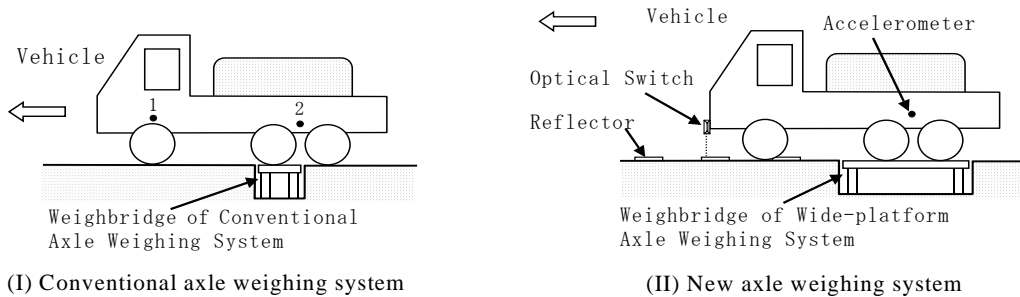 Vehicle
1
2
Weighbridge of Conventional
Axle Weighing System
(I) Conventional axle weighing system
Vehicle
Accelerometer
Optical Switch
Reflector
Weighbridge of Wide-platform
Axle Weighing System
(II) New axle weighing system